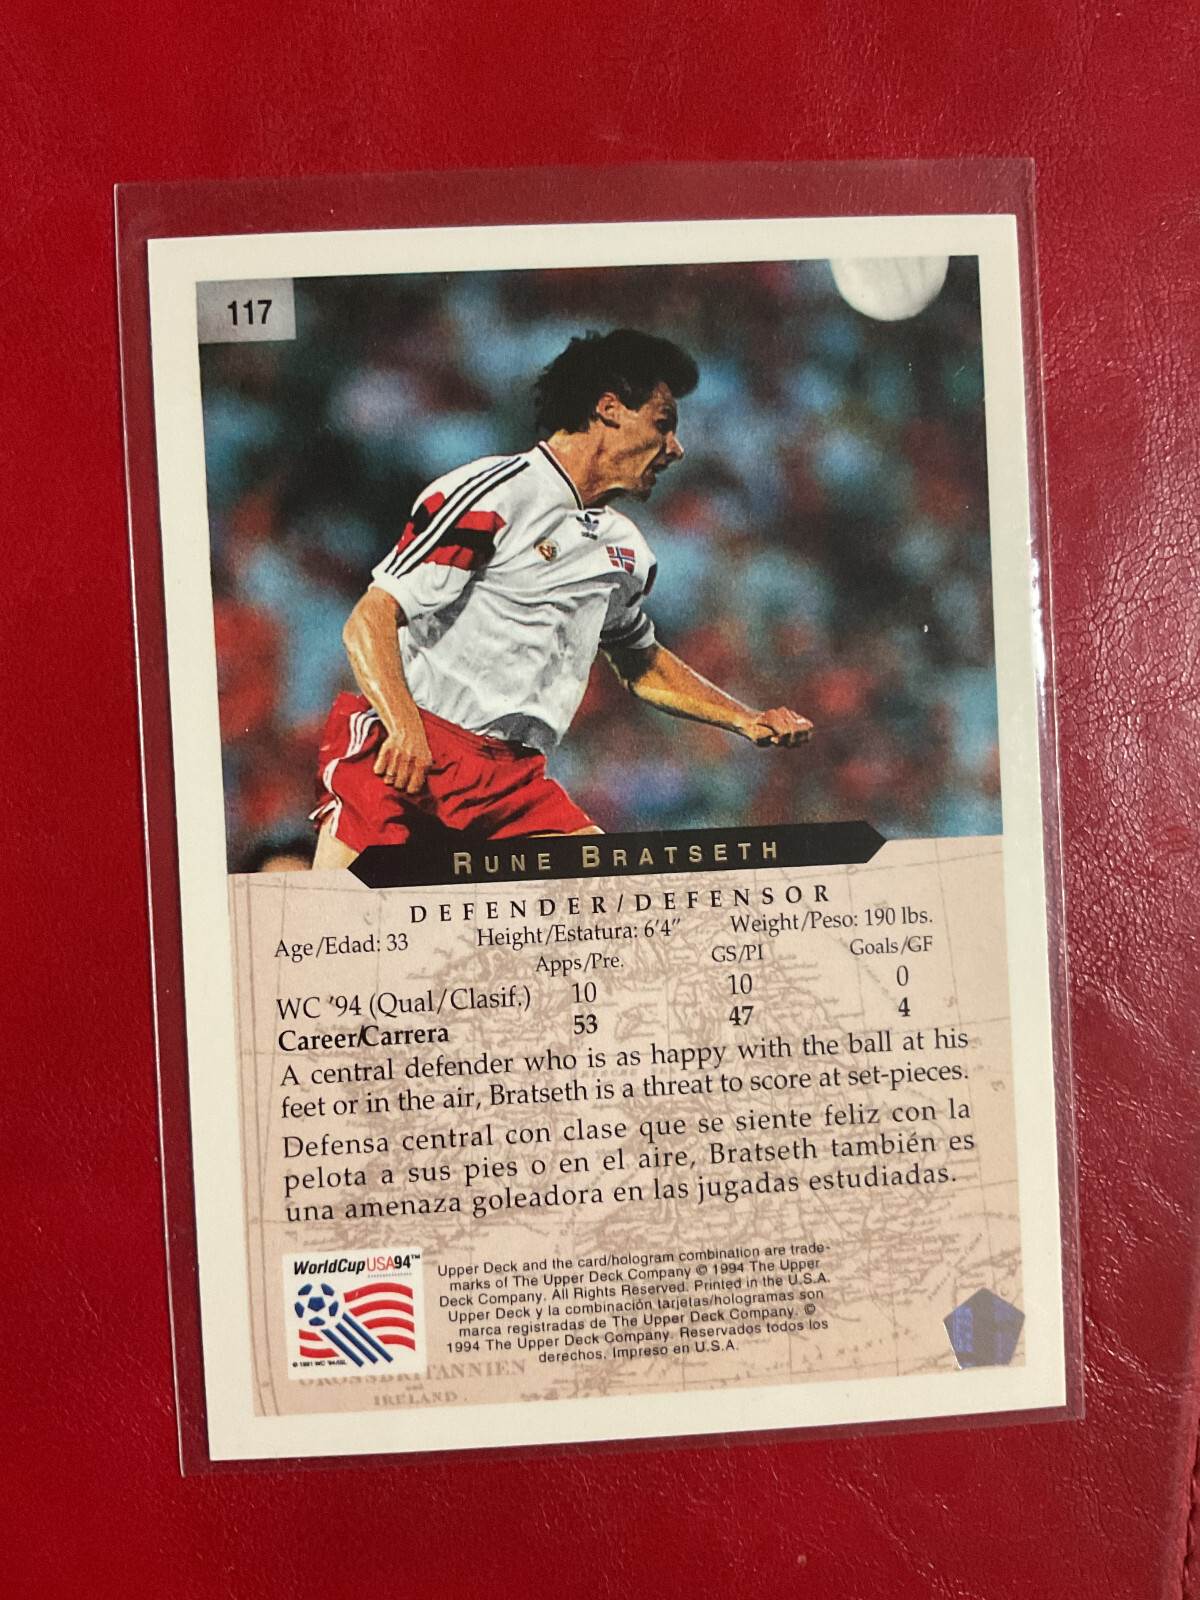 117
RUNE BRATSETH
DEFENDER/DEFENSOR
Age/Edad: 33 Height/Estatura: 6'4" Weight/Peso: 190 lbs.
Apps/Pre. GS/PI Goals/GF
WC '94 (Qual/Clasif.) 10 10 0
Career/Carrera 53 47 4
A central defender who is as happy with the ball at his
feet or in the air, Bratseth is a threat to score at set-pieces.
Defensa central con clase que se siente feliz con la
pelota a sus pies o en el aire, Bratseth también es
una amenaza goleadora en las jugadas estudiadas.
WorldCupUSA94™
© 1991 WC '94/ISL
Upper Deck and the card/hologram combination are trade-
marks of The Upper Deck Company © 1994 The Upper
Deck Company. All Rights Reserved. Printed in the U.S.A.
Upper Deck y la combinación tarjetas/hologramas son
marca registradas de The Upper Deck Company. ©
1994 The Upper Deck Company. Reservados todos los
derechos. Impreso en U.S.A.
GROSSBRITANNIEN
IRELAND.